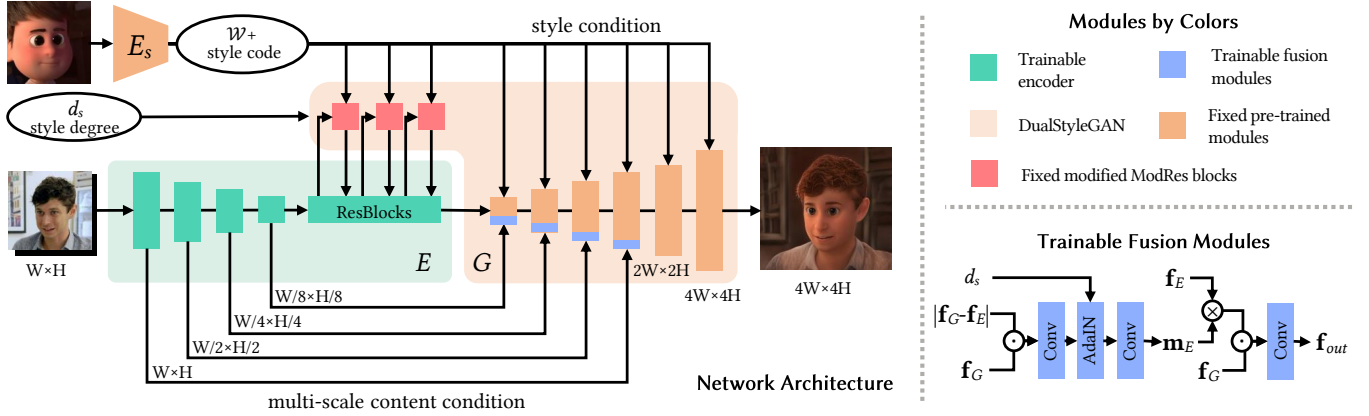 E_s
𝒲+
style code
style condition
d_s
style degree
ResBlocks
W×H
E
G
W/8×H/8
W/4×H/4
W/2×H/2
W×H
2W×2H
4W×4H
4W×4H
multi-scale content condition
Network Architecture
Modules by Colors
Trainable
encoder
Trainable fusion
modules
DualStyleGAN
Fixed pre-trained
modules
Fixed modified ModRes blocks
Trainable Fusion Modules
d_s
|f_G-f_E|
f_G
Conv
AdaIN
Conv
m_E
f_E
f_G
Conv
f_out